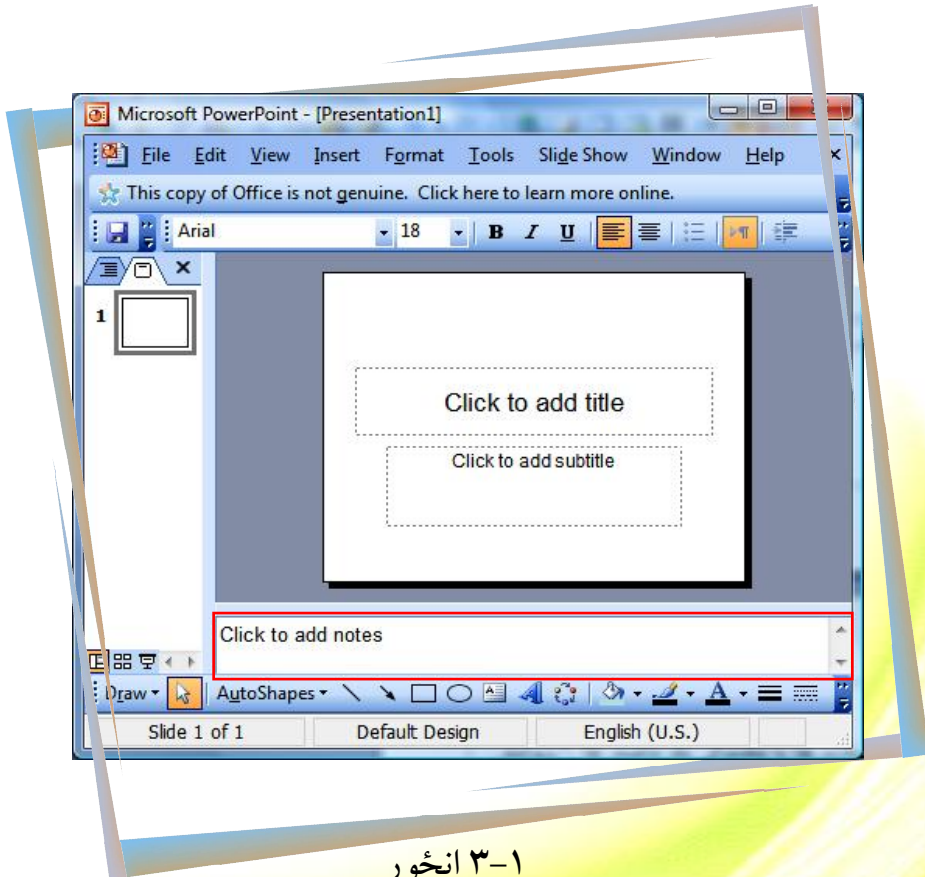 Microsoft PowerPoint - [Presentation1]
File Edit View Insert Format Tools Slide Show Window Help
This copy of Office is not genuine. Click here to learn more online.
Arial 18 B I U
1
Click to add title
Click to add subtitle
Click to add notes
Draw AutoShapes A
Slide 1 of 1 Default Design English (U.S.)
۳-۱ انځور